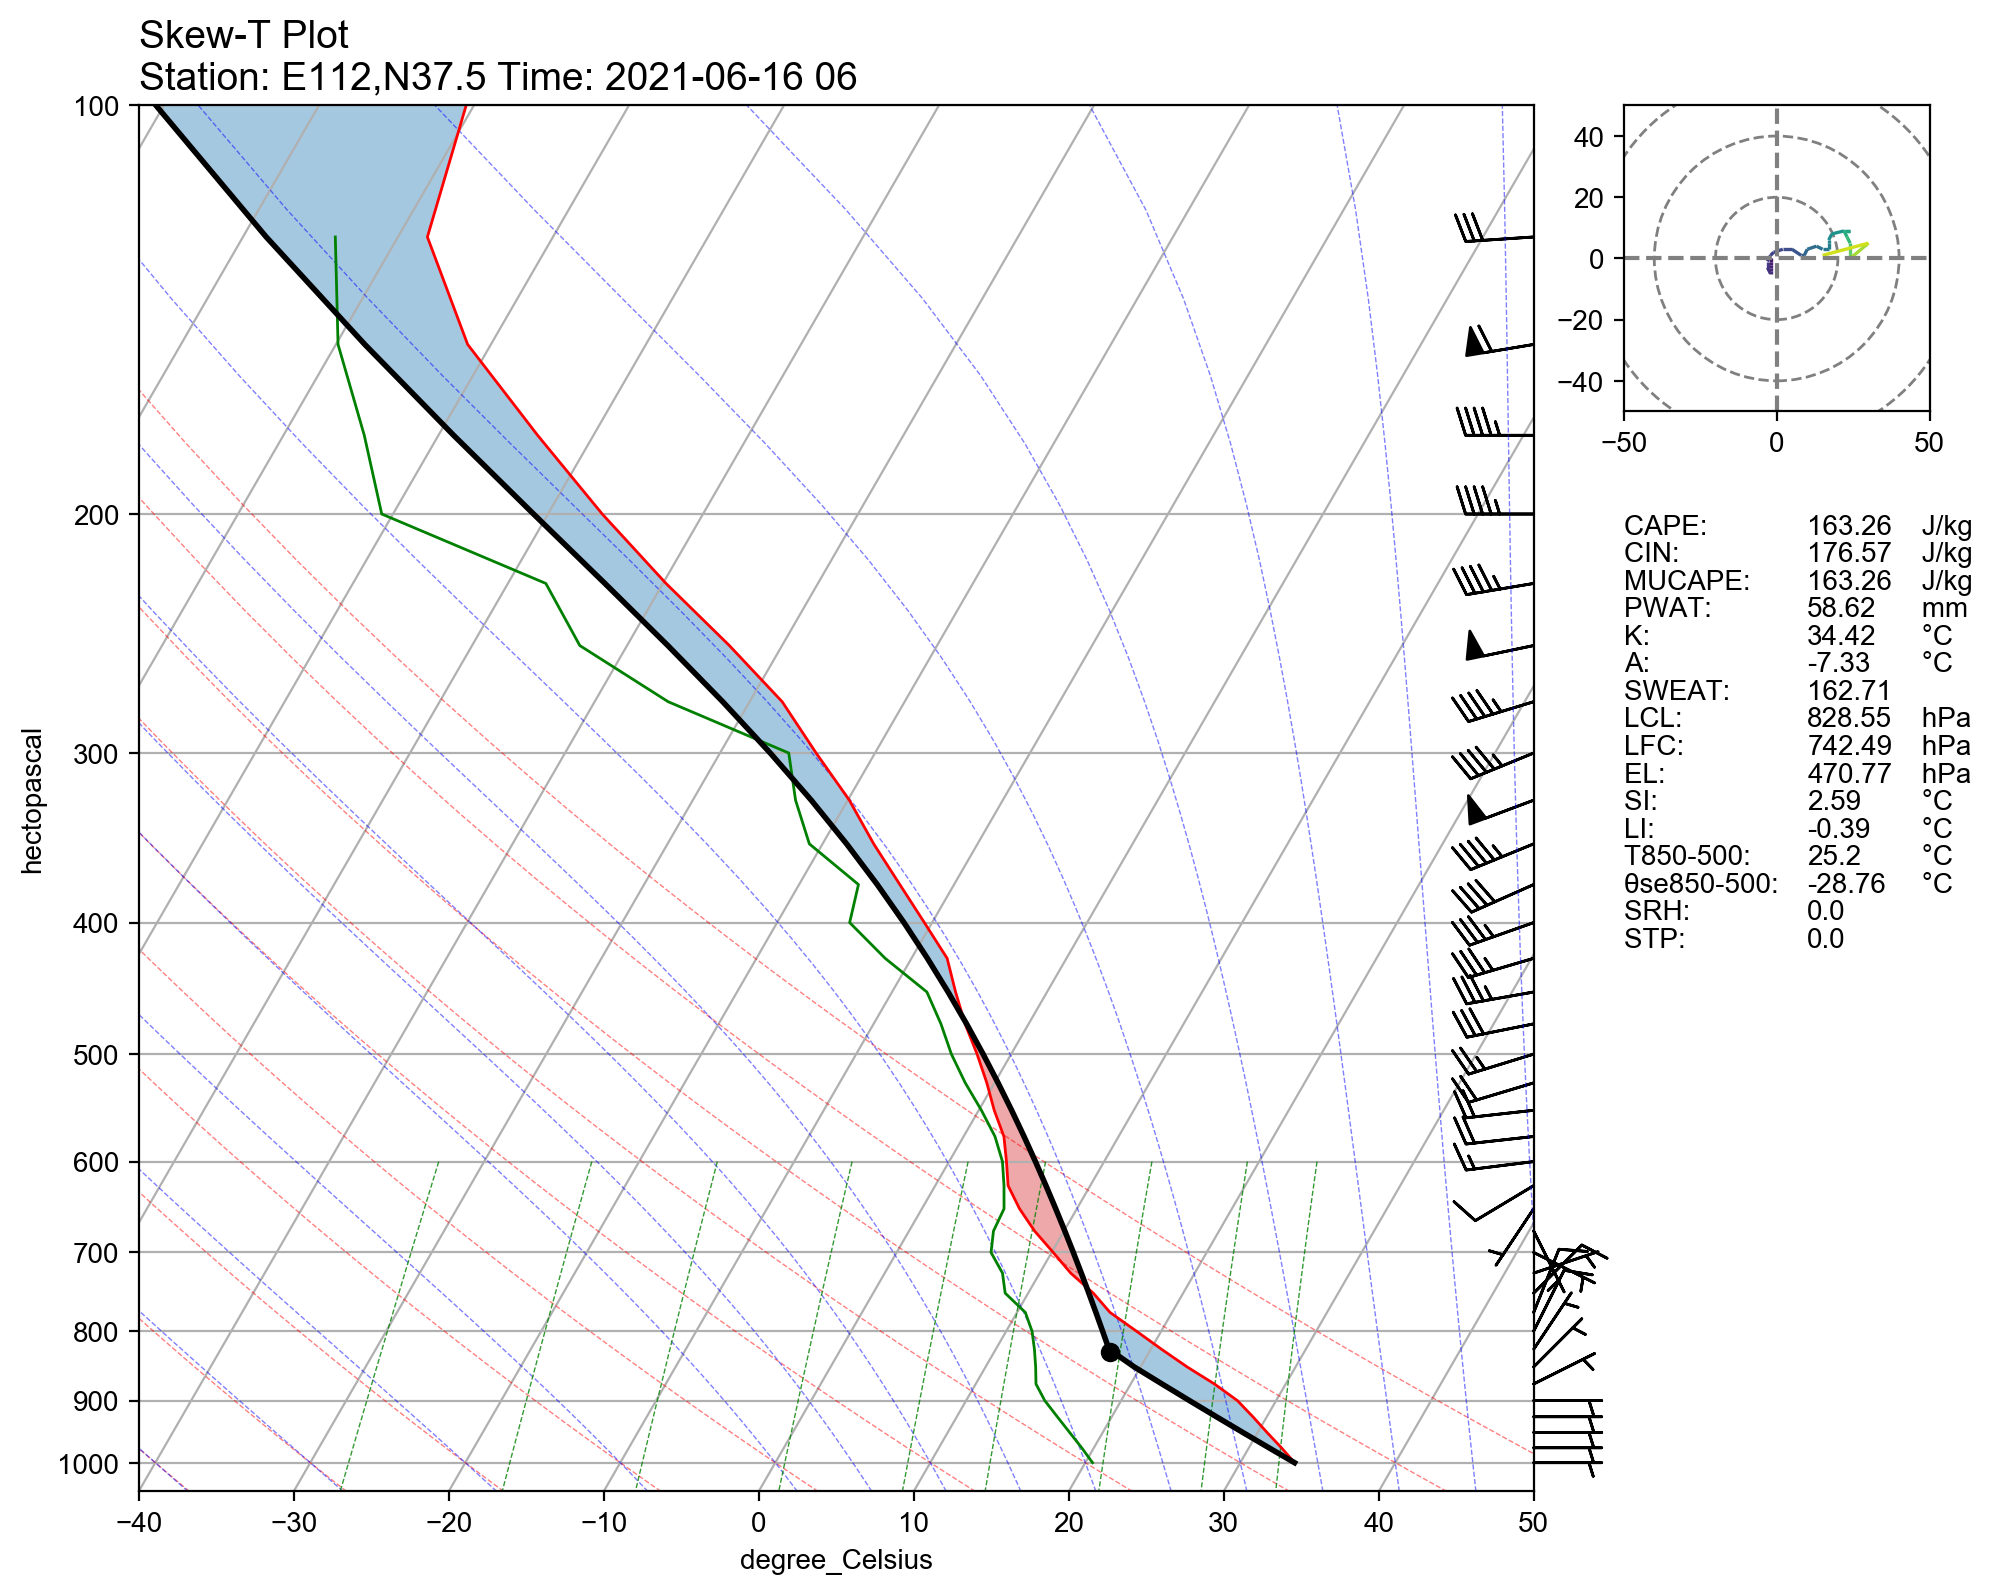 Skew-T Plot
Station: E112,N37.5 Time: 2021-06-16 06
100
200
300
400
500
600
700
800
900
1000
hectopascal
−40 −30 −20 −10 0 10 20 30 40 50
degree_Celsius
40
20
0
−20
−40
−50 0 50
CAPE: 163.26 J/kg
CIN: 176.57 J/kg
MUCAPE: 163.26 J/kg
PWAT: 58.62 mm
K: 34.42 °C
A: -7.33 °C
SWEAT: 162.71
LCL: 828.55 hPa
LFC: 742.49 hPa
EL: 470.77 hPa
SI: 2.59 °C
LI: -0.39 °C
T850-500: 25.2 °C
θse850-500: -28.76 °C
SRH: 0.0
STP: 0.0